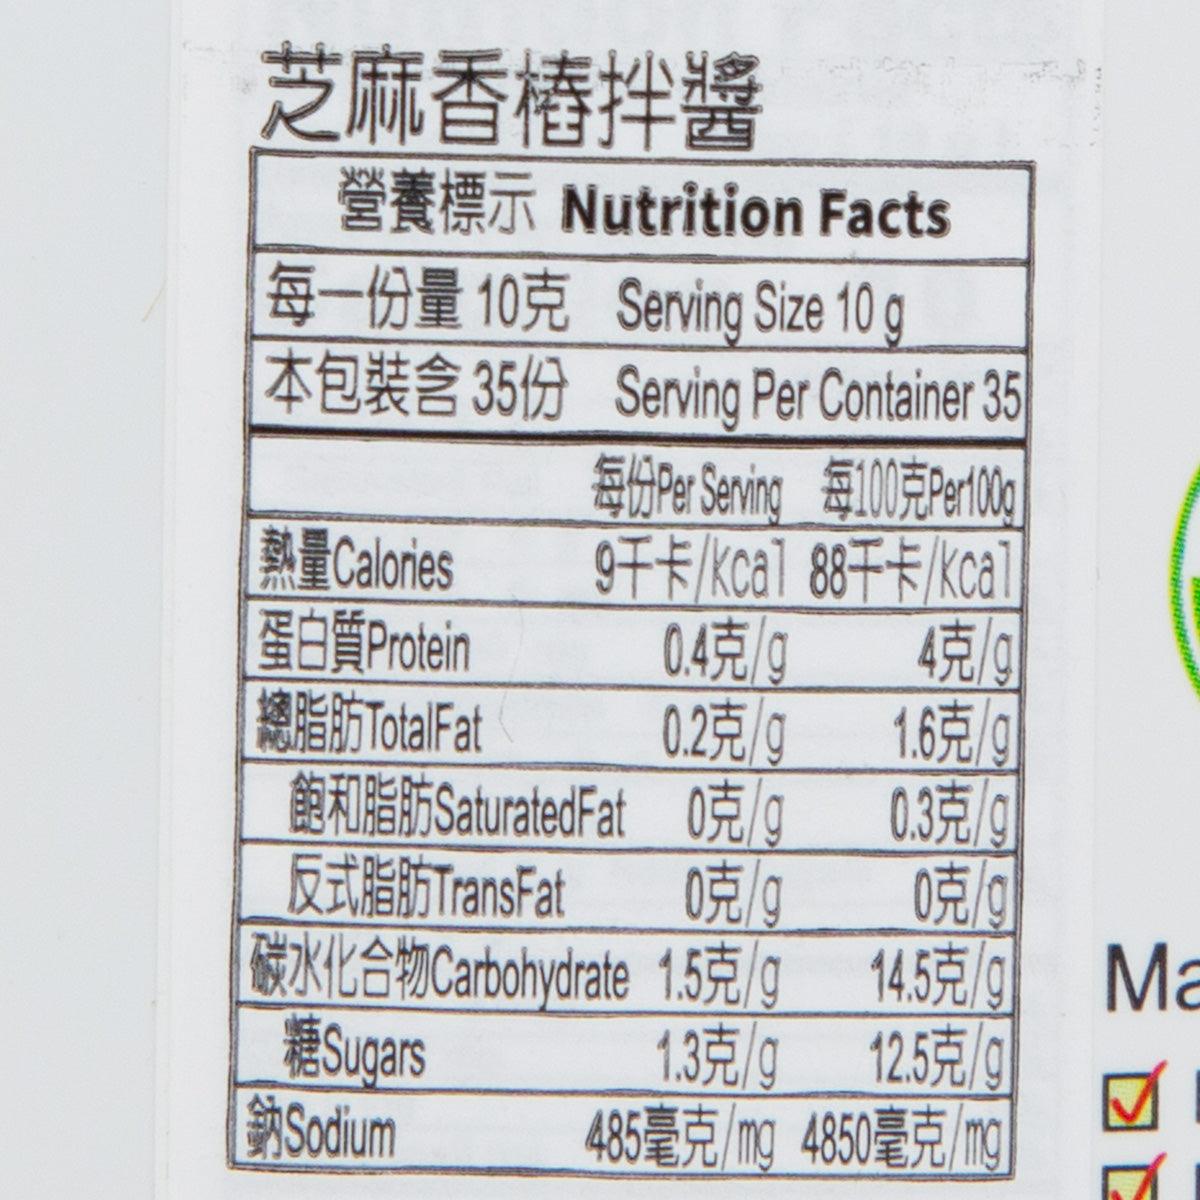 芝麻香樁拌醬
營養標示 Nutrition Facts
每一份量 10克 Serving Size 10 g
本包裝含 35份 Serving Per Container 35
每份Per Serving 每100克Per100g
熱量Calories 9千卡/kcal 88千卡/kcal
蛋白質Protein 0.4克/g 4克/g
總脂肪TotalFat 0.2克/g 1.6克/g
飽和脂肪SaturatedFat 0克/g 0.3克/g
反式脂肪TransFat 0克/g 0克/g
碳水化合物Carbohydrate 1.5克/g 14.5克/g
糖Sugars 1.3克/g 12.5克/g
鈉Sodium 485毫克/mg 4850毫克/mg
Ma